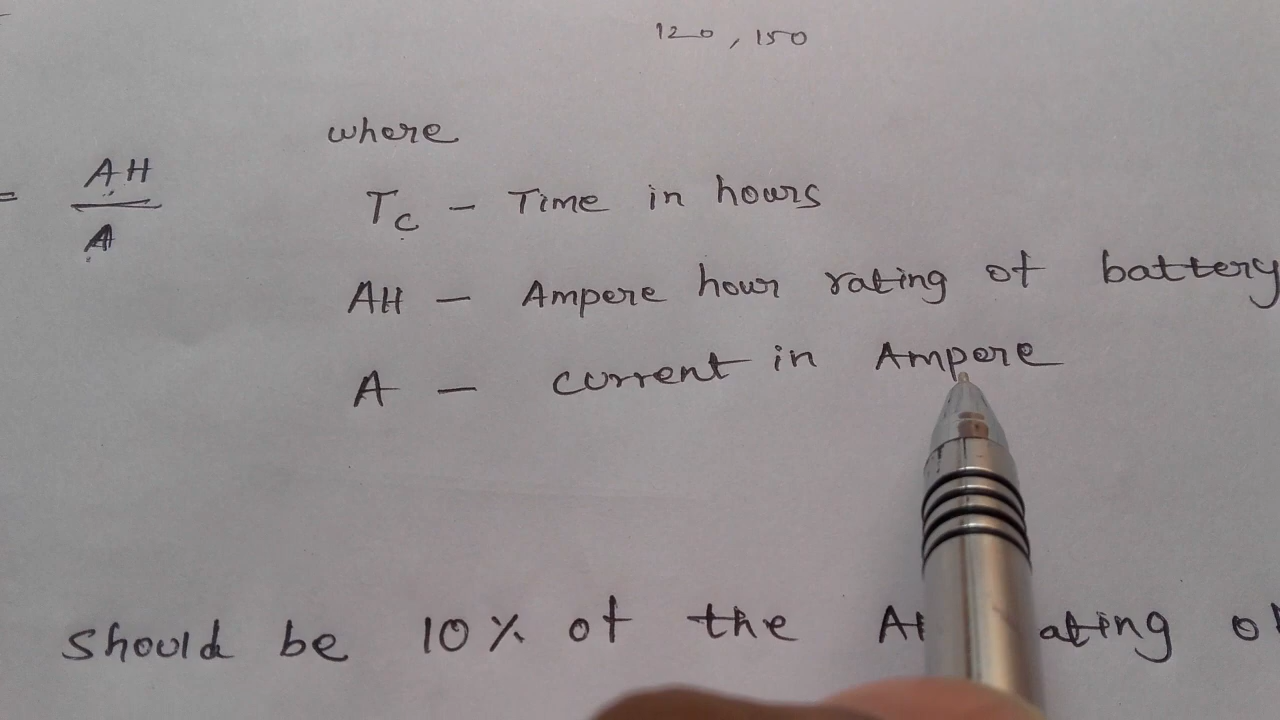 120, 150
where
= AH / A
Tc - Time in hours
AH - Ampere hour rating of battery
A - current in Ampere
should be 10% of the